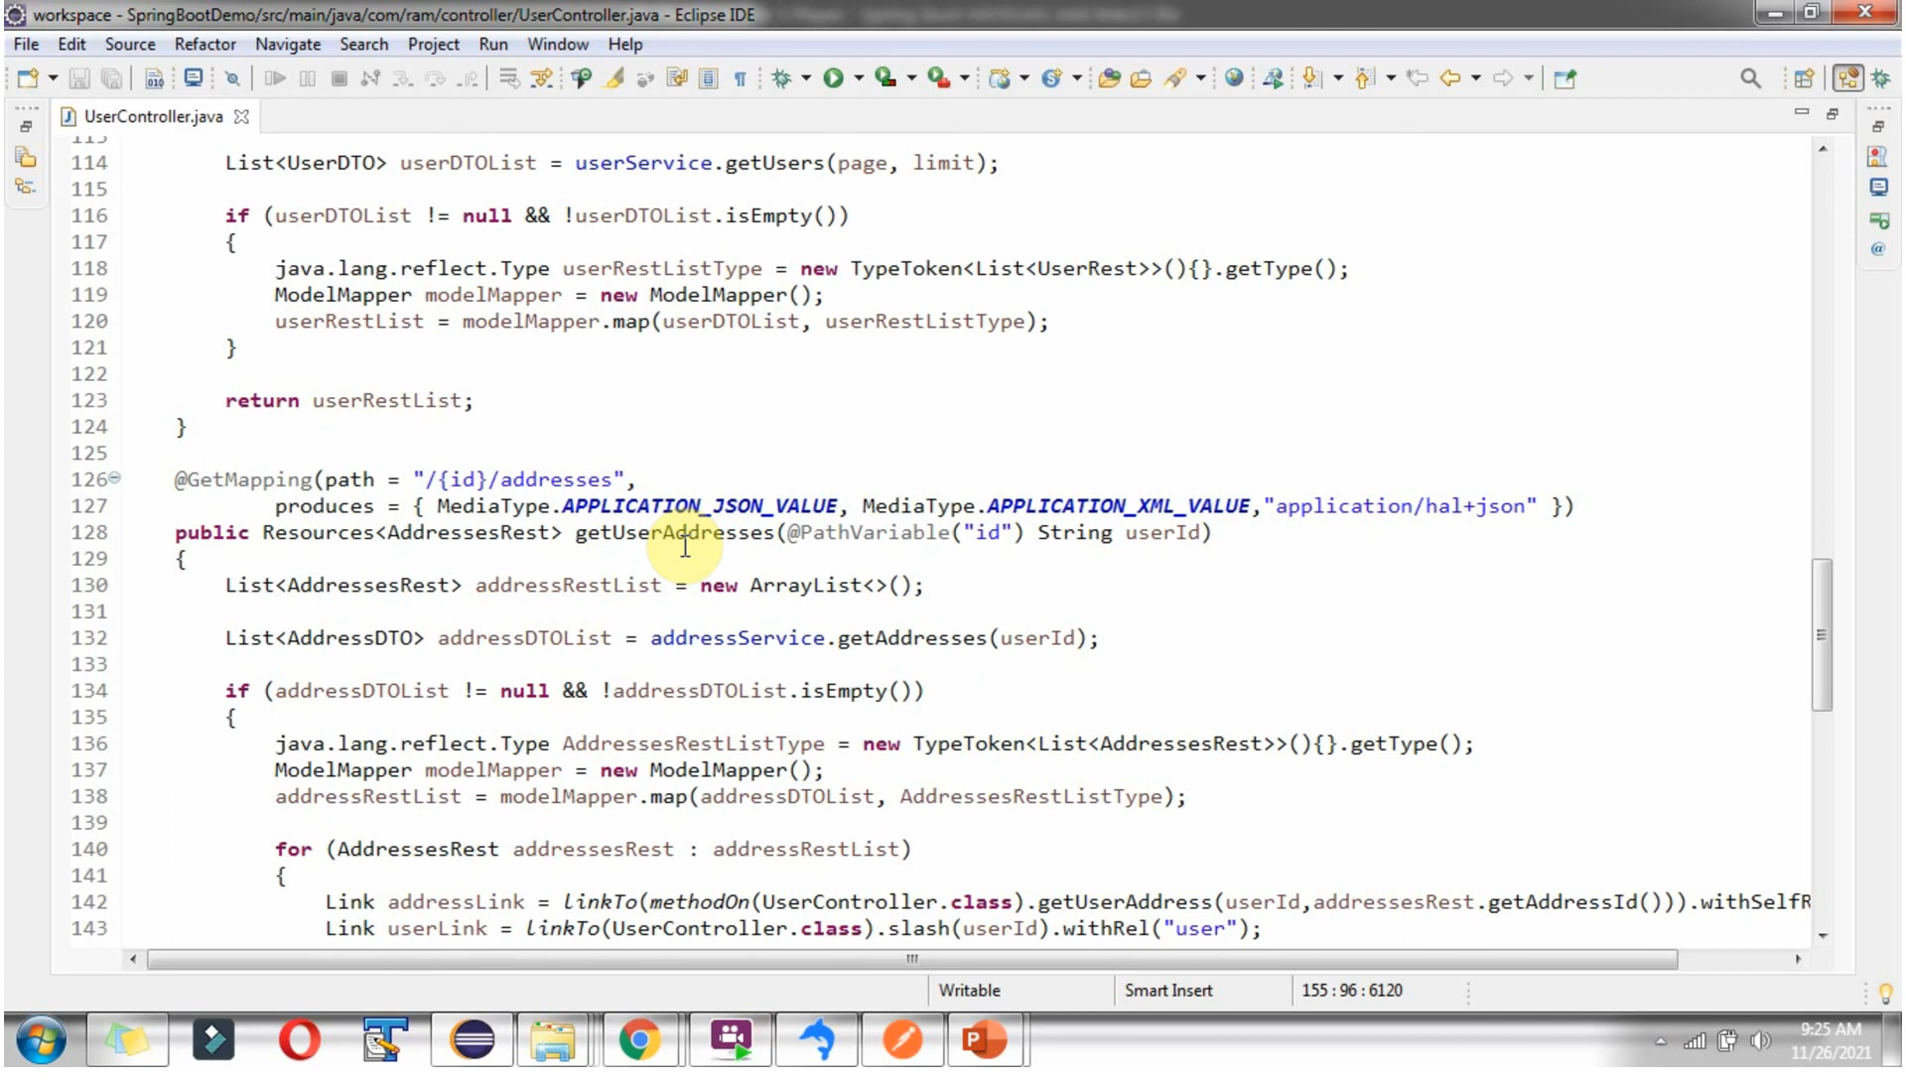 workspace - SpringBootDemo/src/main/java/com/ram/controller/UserController.java - Eclipse IDE
File Edit Source Refactor Navigate Search Project Run Window Help
UserController.java
113
114 List<UserDTO> userDTOList = userService.getUsers(page, limit);
115
116 if (userDTOList != null && !userDTOList.isEmpty())
117 {
118 java.lang.reflect.Type userRestListType = new TypeToken<List<UserRest>>(){}.getType();
119 ModelMapper modelMapper = new ModelMapper();
120 userRestList = modelMapper.map(userDTOList, userRestListType);
121 }
122
123 return userRestList;
124 }
125
126 @GetMapping(path = "/{id}/addresses",
127 produces = { MediaType.APPLICATION_JSON_VALUE, MediaType.APPLICATION_XML_VALUE,"application/hal+json" })
128 public Resources<AddressesRest> getUserAddresses(@PathVariable("id") String userId)
129 {
130 List<AddressesRest> addressRestList = new ArrayList<>();
131
132 List<AddressDTO> addressDTOList = addressService.getAddresses(userId);
133
134 if (addressDTOList != null && !addressDTOList.isEmpty())
135 {
136 java.lang.reflect.Type AddressesRestListType = new TypeToken<List<AddressesRest>>(){}.getType();
137 ModelMapper modelMapper = new ModelMapper();
138 addressRestList = modelMapper.map(addressDTOList, AddressesRestListType);
139
140 for (AddressesRest addressesRest : addressRestList)
141 {
142 Link addressLink = linkTo(methodOn(UserController.class).getUserAddress(userId,addressesRest.getAddressId())).withSelfR
143 Link userLink = linkTo(UserController.class).slash(userId).withRel("user");
Writable Smart Insert 155 : 96 : 6120
9:25 AM
11/26/2021